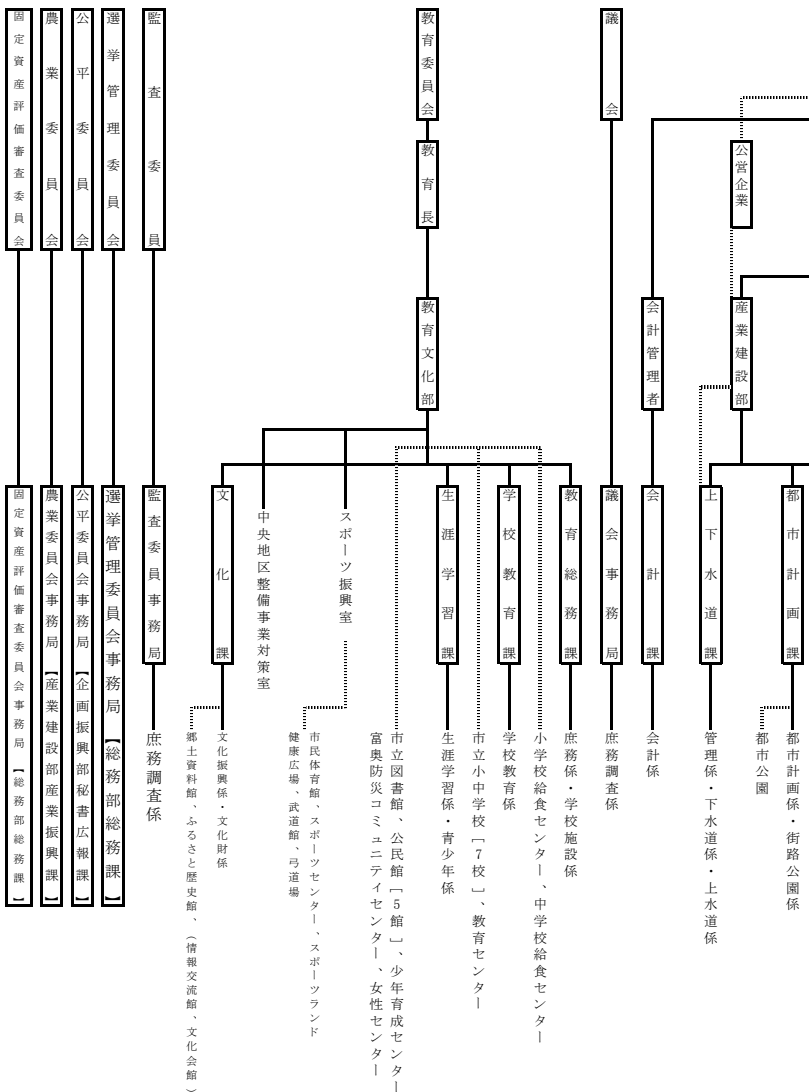 議会
公営企業
教育委員会
教育長
監査委員
選挙管理委員会
公平委員会
農業委員会
固定資産評価審査委員会
産業建設部
会計管理者
教育文化部
都市計画課
上下水道課
会計課
議会事務局
教育総務課
学校教育課
生涯学習課
スポーツ振興室
中央地区整備事業対策室
文化課
監査委員事務局
選挙管理委員会事務局【総務部総務課】
公平委員会事務局【企画振興部秘書広報課】
農業委員会事務局【産業建設部産業振興課】
固定資産評価審査委員会事務局【総務部総務課】
都市計画係・街路公園係
都市公園
管理係・下水道係・上水道係
会計係
庶務調査係
庶務係・学校施設係
小学校給食センター、中学校給食センター
学校教育係
市立小中学校[7校]、教育センター
生涯学習係・青少年係
市立図書館、公民館[5館]、少年育成センター
富奥防災コミュニティセンター、女性センター
市民体育館、スポーツセンター、スポーツランド
健康広場、武道館、弓道場
文化振興係・文化財係
郷土資料館、ふるさと歴史館、(情報交流館、文化会館)
庶務調査係